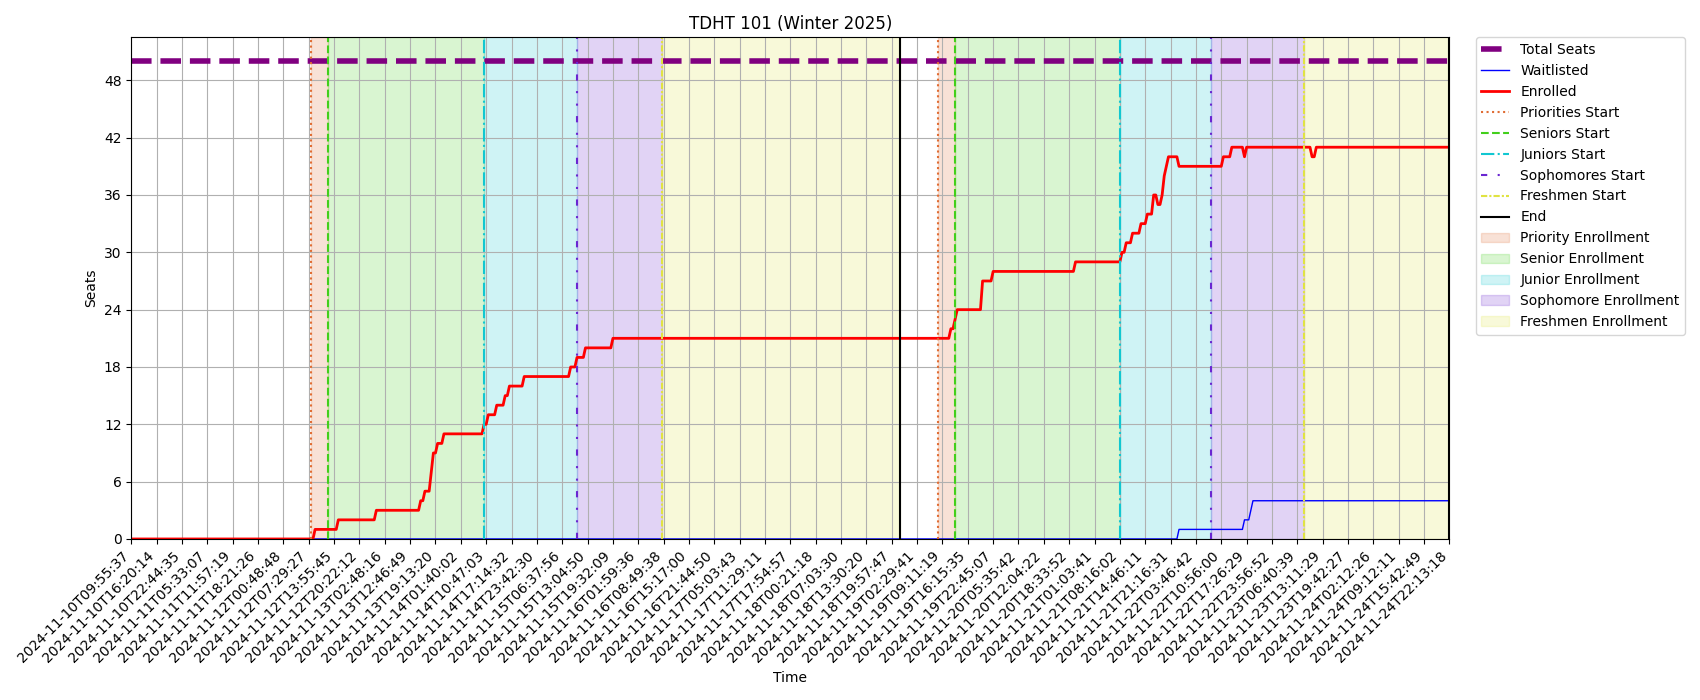 TDHT 101 (Winter 2025)
Total Seats
Waitlisted
Enrolled
Priorities Start
Seniors Start
Juniors Start
Sophomores Start
Freshmen Start
End
Priority Enrollment
Senior Enrollment
Junior Enrollment
Sophomore Enrollment
Freshmen Enrollment
Seats
48
42
36
30
24
18
12
6
0
2024-11-10T09:55:37
2024-11-10T16:20:14
2024-11-10T22:44:35
2024-11-11T05:33:07
2024-11-11T11:57:19
2024-11-11T18:21:26
2024-11-12T00:48:48
2024-11-12T07:29:27
2024-11-12T13:55:45
2024-11-12T20:22:12
2024-11-13T02:48:16
2024-11-13T12:46:49
2024-11-13T19:13:20
2024-11-14T01:40:02
2024-11-14T10:47:03
2024-11-14T17:14:32
2024-11-14T23:42:30
2024-11-15T06:37:56
2024-11-15T13:04:50
2024-11-15T19:32:09
2024-11-16T01:59:36
2024-11-16T08:49:38
2024-11-16T15:17:00
2024-11-16T21:44:50
2024-11-17T05:03:43
2024-11-17T11:29:11
2024-11-17T17:54:57
2024-11-18T00:21:18
2024-11-18T07:03:30
2024-11-18T13:30:20
2024-11-18T19:57:47
2024-11-19T02:29:41
2024-11-19T09:11:19
2024-11-19T16:15:35
2024-11-19T22:45:07
2024-11-20T05:35:42
2024-11-20T12:04:22
2024-11-20T18:33:52
2024-11-21T01:03:41
2024-11-21T08:16:02
2024-11-21T14:46:11
2024-11-21T21:16:31
2024-11-22T03:46:42
2024-11-22T10:56:00
2024-11-22T17:26:29
2024-11-22T23:56:52
2024-11-23T06:40:39
2024-11-23T13:11:29
2024-11-23T19:42:27
2024-11-24T02:12:26
2024-11-24T09:12:11
2024-11-24T15:42:49
2024-11-24T22:13:18
Time